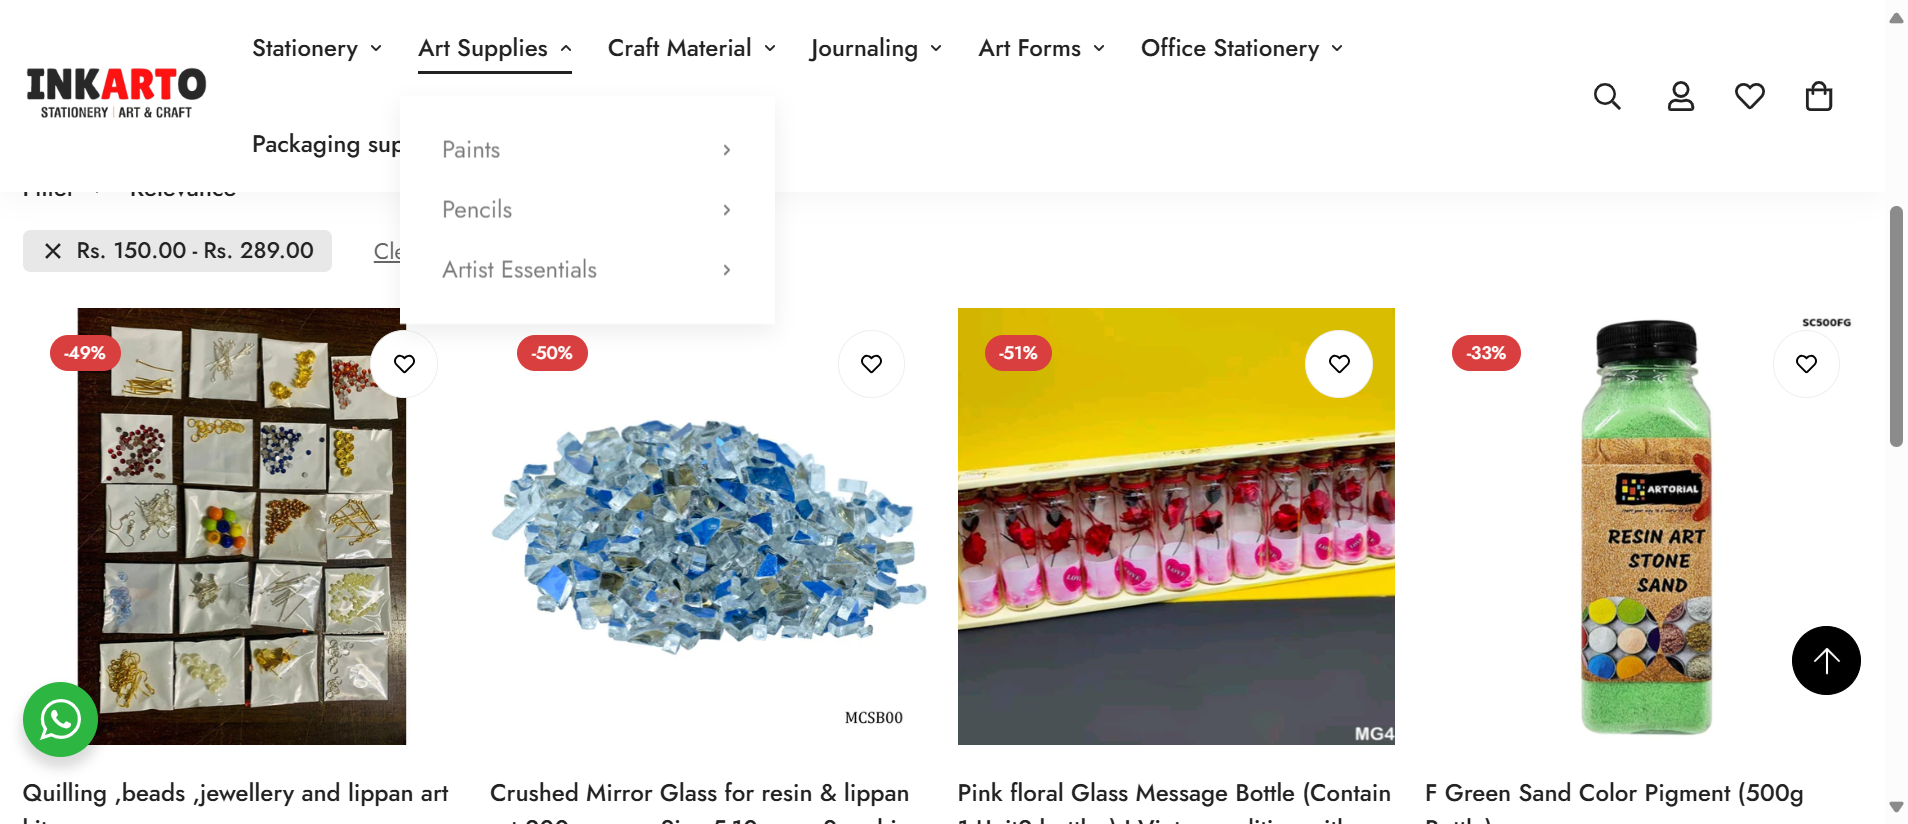 Stationery
Art Supplies
Craft Material
Journaling
Art Forms
Office Stationery
INKARTO
STATIONERY | ART & CRAFT
Packaging sup
Paints
Pencils
Artist Essentials
Filter
Relevance
Rs. 150.00 - Rs. 289.00
Cle
-49%
-50%
-51%
-33%
SC500FG
ARTORIAL
RESIN ART
STONE
SAND
LOVE
MCSB00
MG4
Quilling ,beads ,jewellery and lippan art
Crushed Mirror Glass for resin & lippan
Pink floral Glass Message Bottle (Contain
F Green Sand Color Pigment (500g